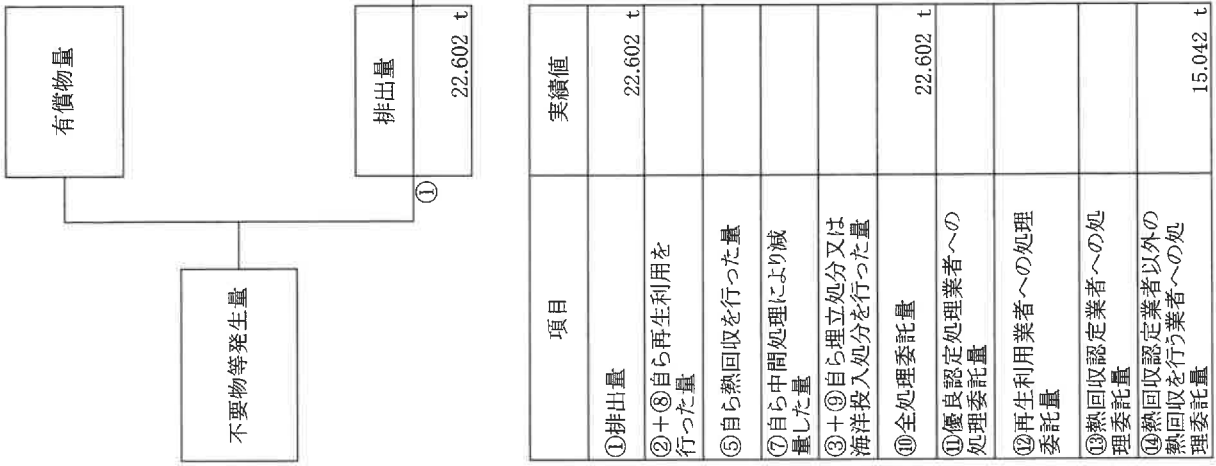 有償物量
不要物等発生量
排出量
①
22.602 t
項目
実績値
①排出量
22.602 t
②+⑧自ら再生利用を
行った量
⑤自ら熱回収を行った量
⑦自ら中間処理により減
量した量
③+⑨自ら埋立処分又は
海洋投入処分を行った量
⑩全処理委託量
22.602 t
⑪優良認定処理業者への
処理委託量
⑫再生利用業者への処理
委託量
⑬熱回収認定業者への処
理委託量
⑭熱回収認定業者以外の
熱回収を行う業者への処
理委託量
15.042 t